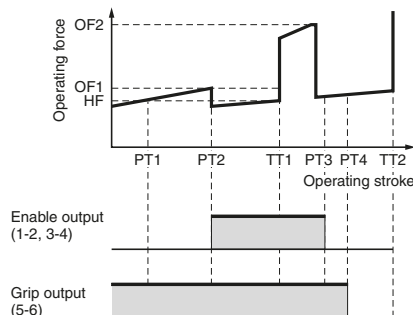 OF2
Operating force
OF1
HF
PT1 PT2 TT1 PT3 PT4 TT2
Operating stroke
Enable output
(1-2, 3-4)
Grip output
(5-6)